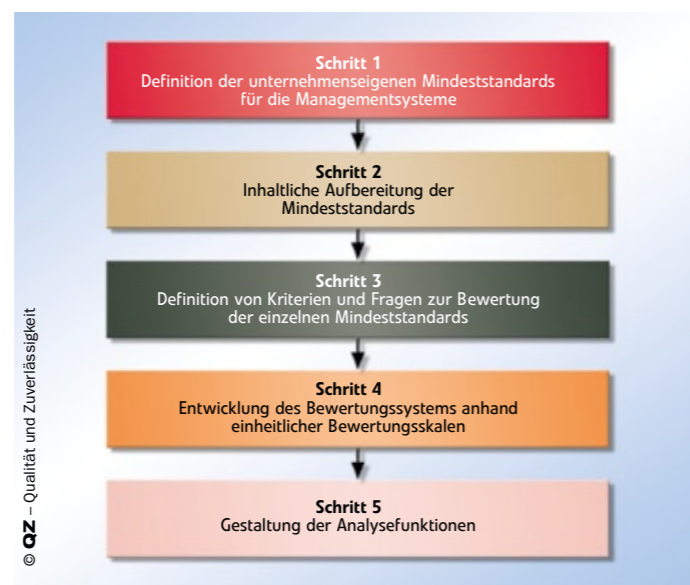 Schritt 1
Definition der unternehmenseigenen Mindeststandards
für die Managementsysteme
Schritt 2
Inhaltliche Aufbereitung der
Mindeststandards
Schritt 3
Definition von Kriterien und Fragen zur Bewertung
der einzelnen Mindeststandards
Schritt 4
Entwicklung des Bewertungssystems anhand
einheitlicher Bewertungsskalen
Schritt 5
Gestaltung der Analysefunktionen
© QZ – Qualität und Zuverlässigkeit